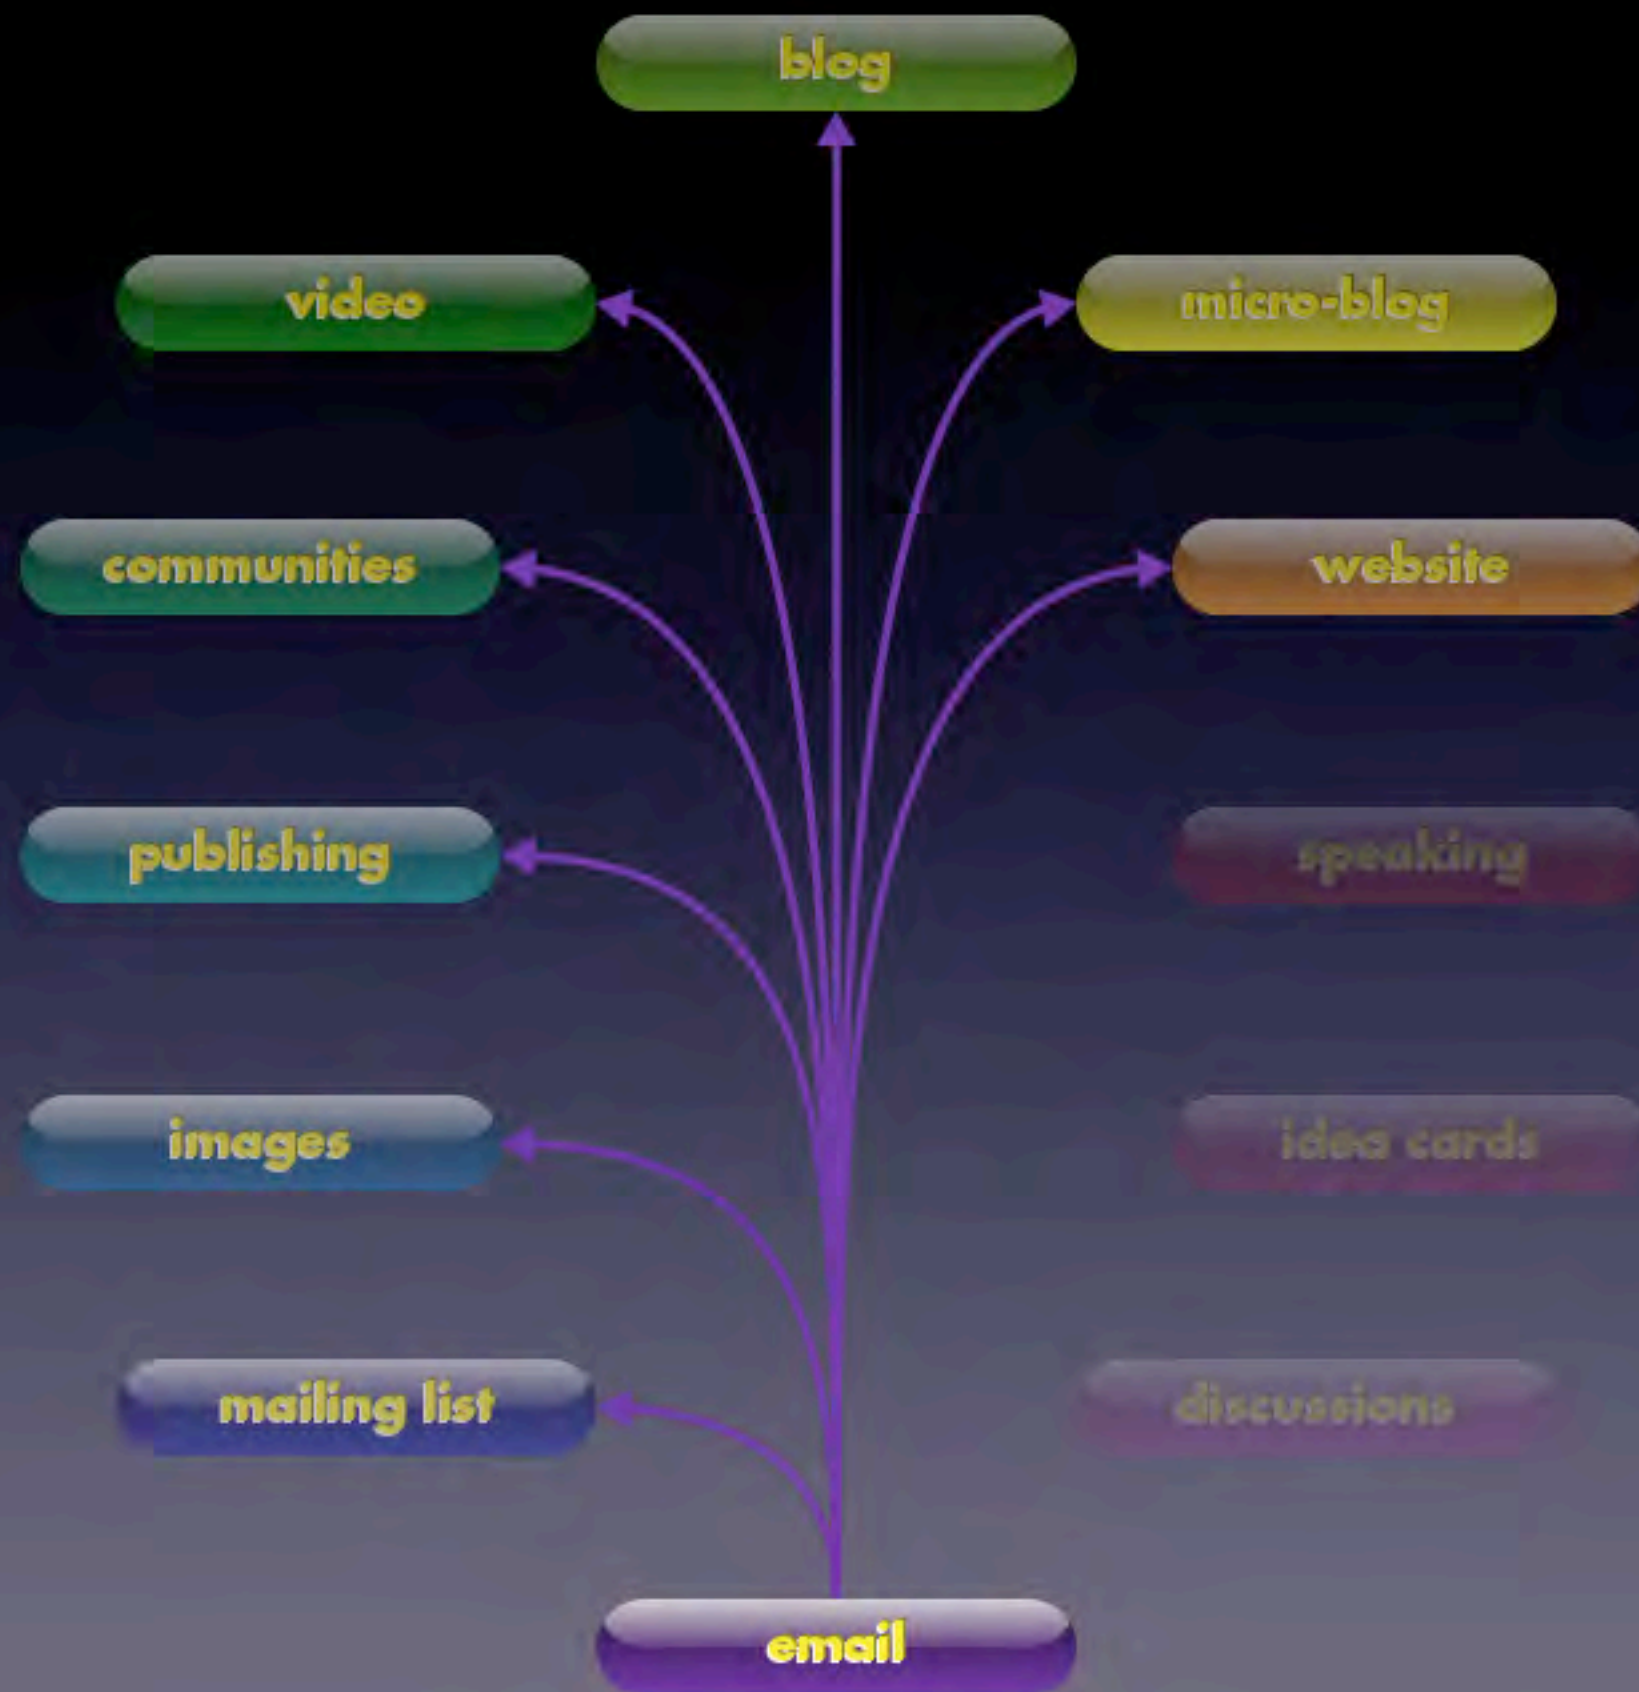 blog
video
micro-blog
communities
website
publishing
speaking
images
idea cards
mailing list
discussions
email